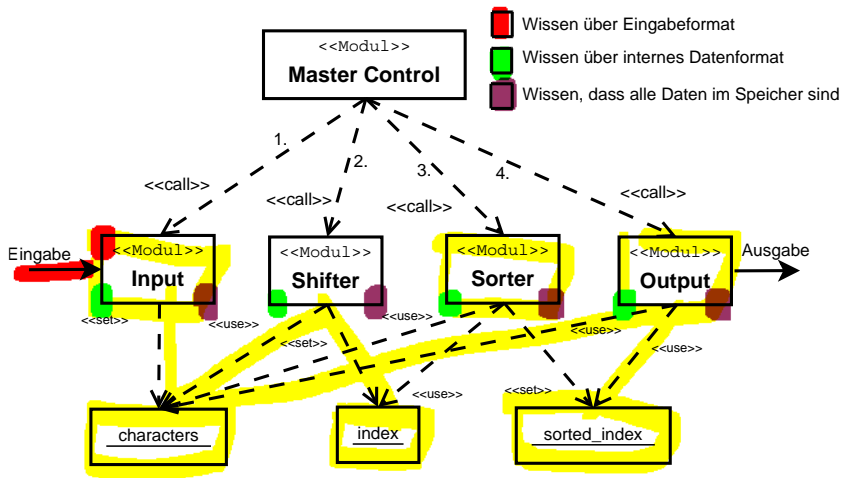 Wissen über Eingabeformat
<<Modul>>
Master Control
Wissen über internes Datenformat
Wissen, dass alle Daten im Speicher sind
1.
2.
3.
4.
<<call>>
<<call>>
<<call>>
<<call>>
Eingabe
<<Modul>>
Input
<<Modul>>
Shifter
<<Modul>>
Sorter
<<Modul>>
Output
Ausgabe
<<set>>
<<use>>
<<set>>
<<use>>
<<use>>
<<use>>
<<use>>
<<set>>
characters
index
sorted_index